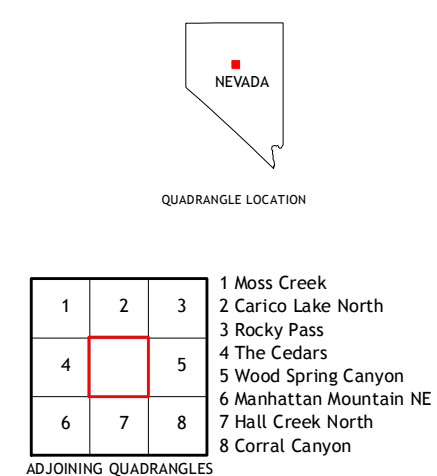 NEVADA
QUADRANGLE LOCATION
1 2 3
4 5
6 7 8
1 Moss Creek
2 Carico Lake North
3 Rocky Pass
4 The Cedars
5 Wood Spring Canyon
6 Manhattan Mountain NE
7 Hall Creek North
8 Corral Canyon
ADJOINING QUADRANGLES